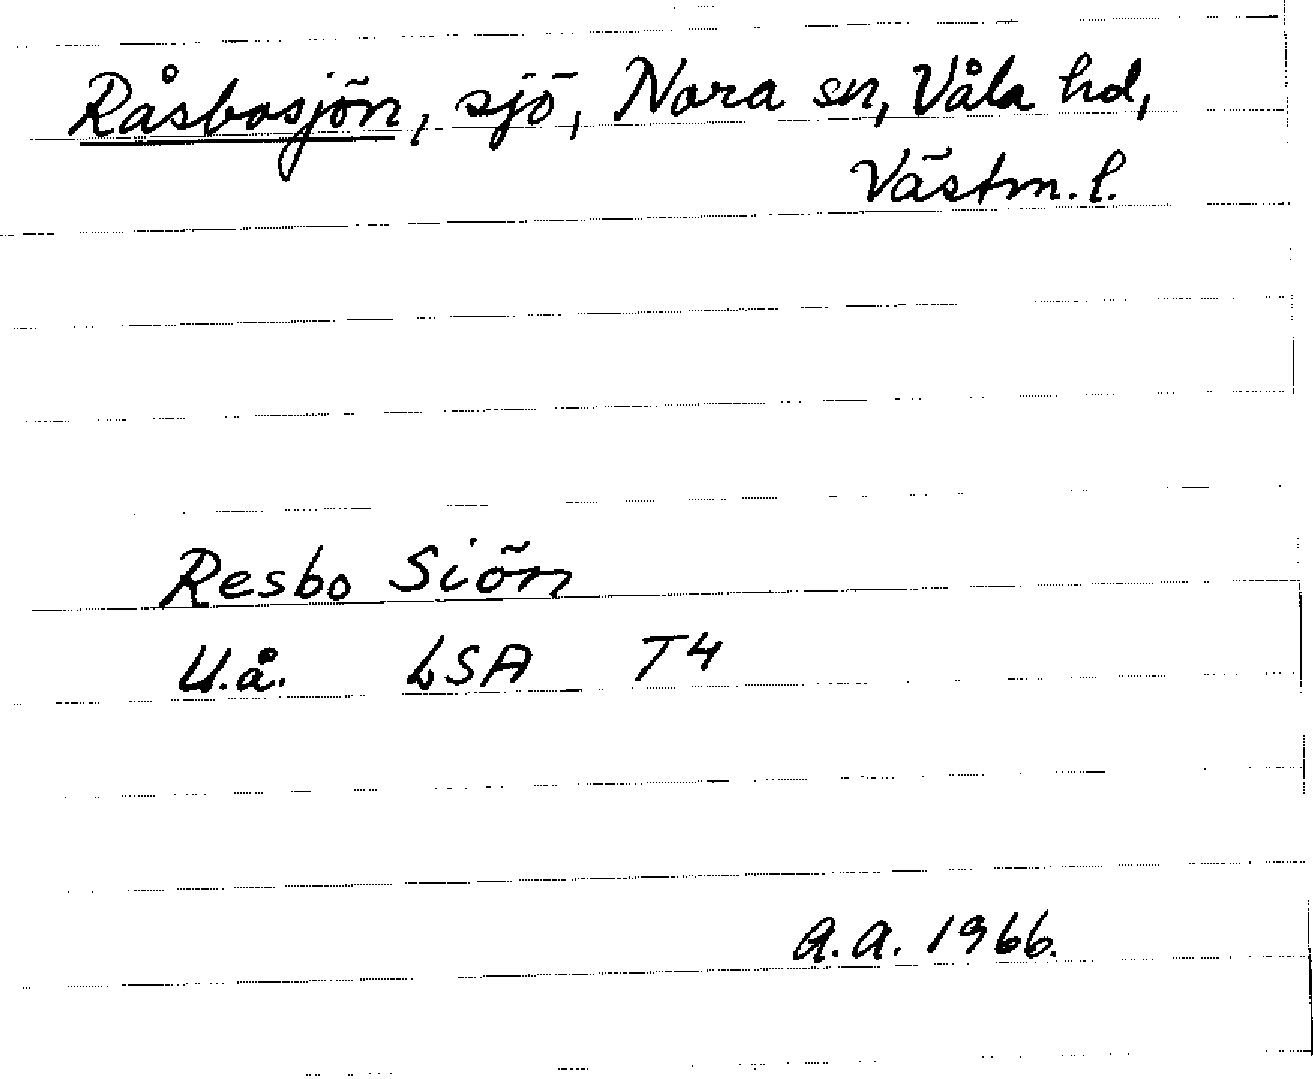 Råsbosjön, sjö, Nora sn, Våla hd,
Västm. l.
Resbo Siön
U.å. LSA T4
a.a. 1966.